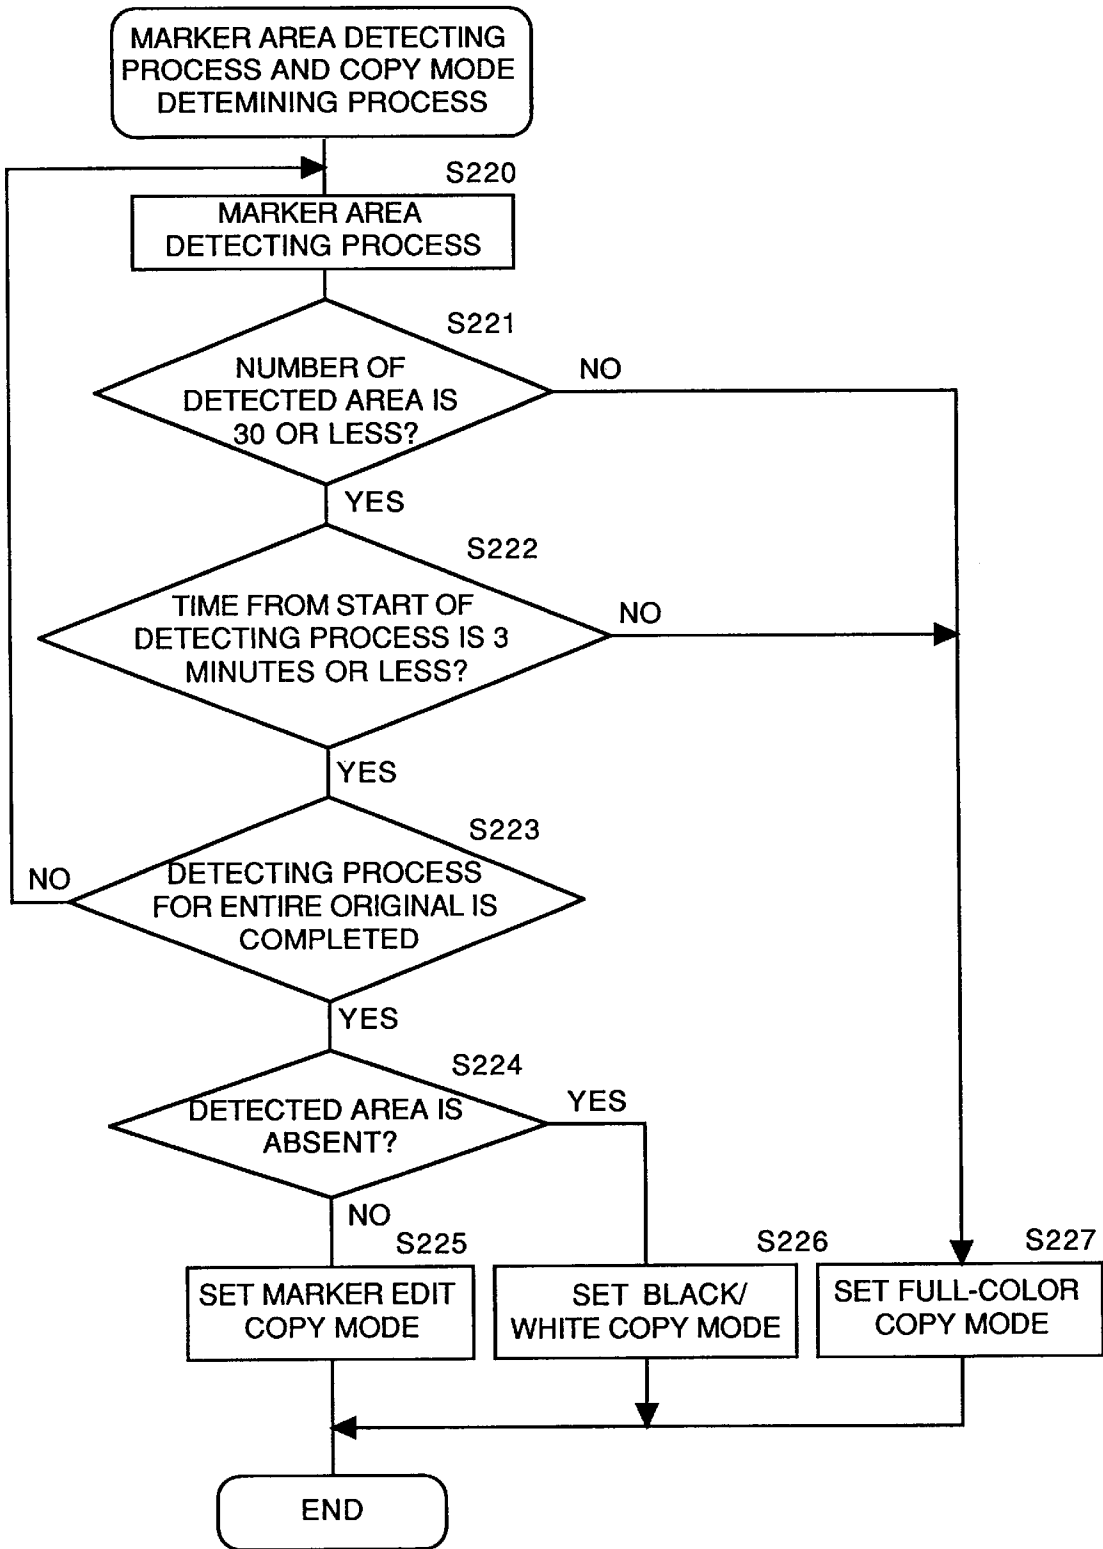 MARKER AREA DETECTING
PROCESS AND COPY MODE
DETEMINING PROCESS
S220
MARKER AREA
DETECTING PROCESS
S221
NUMBER OF
DETECTED AREA IS
30 OR LESS?
NO
YES
S222
TIME FROM START OF
DETECTING PROCESS IS 3
MINUTES OR LESS?
NO
YES
S223
DETECTING PROCESS
FOR ENTIRE ORIGINAL IS
COMPLETED
NO
YES
S224
DETECTED AREA IS
ABSENT?
YES
NO
S225
SET MARKER EDIT
COPY MODE
S226
SET BLACK/
WHITE COPY MODE
S227
SET FULL-COLOR
COPY MODE
END